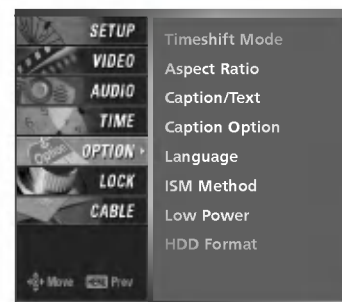 SETUP
VIDEO
AUDIO
TIME
OPTION
LOCK
CABLE
Move MENU Prev
Timeshift Mode
Aspect Ratio
Caption/Text
Caption Option
Language
ISM Method
Low Power
HDD Format